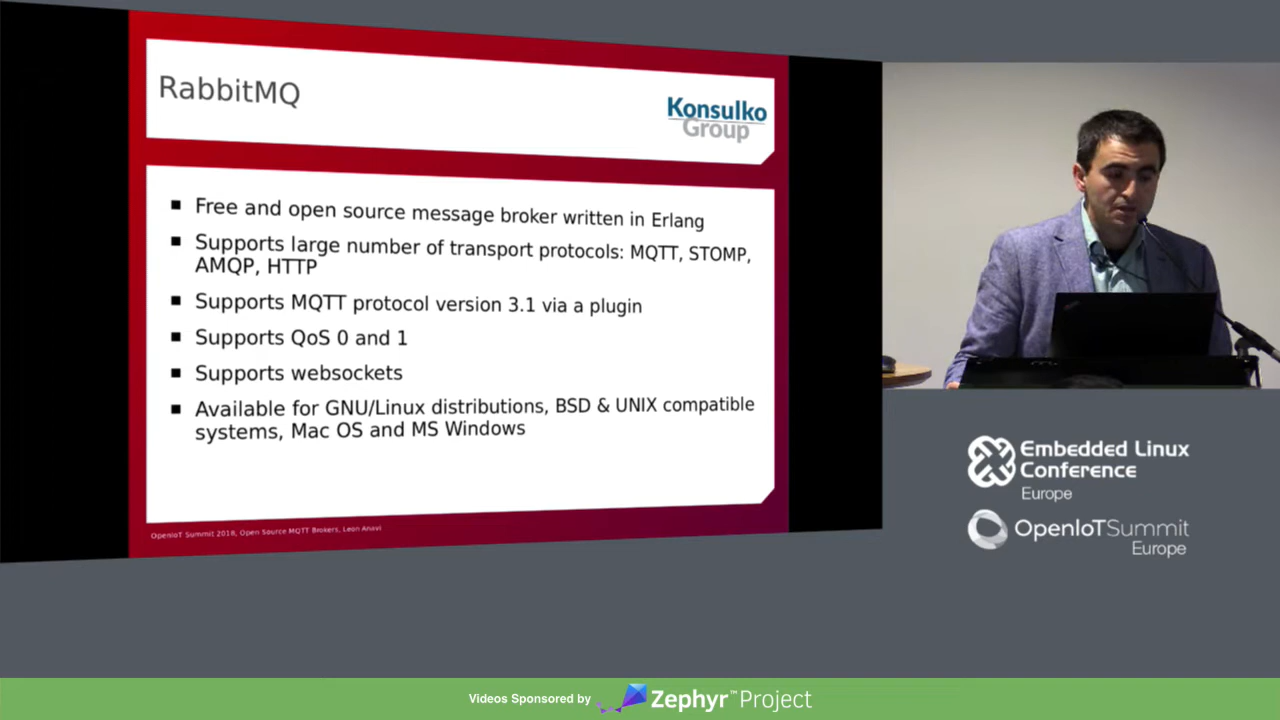 RabbitMQ
Konsulko
Group
Free and open source message broker written in Erlang
Supports large number of transport protocols: MQTT, STOMP,
AMQP, HTTP
Supports MQTT protocol version 3.1 via a plugin
Supports QoS 0 and 1
Supports websockets
Available for GNU/Linux distributions, BSD & UNIX compatible
systems, Mac OS and MS Windows
OpenIoT Summit 2018, Open Source MQTT Brokers, Leon Anavi
Embedded Linux
Conference
Europe
OpenIoTSummit
Europe
Videos Sponsored by Zephyr™Project